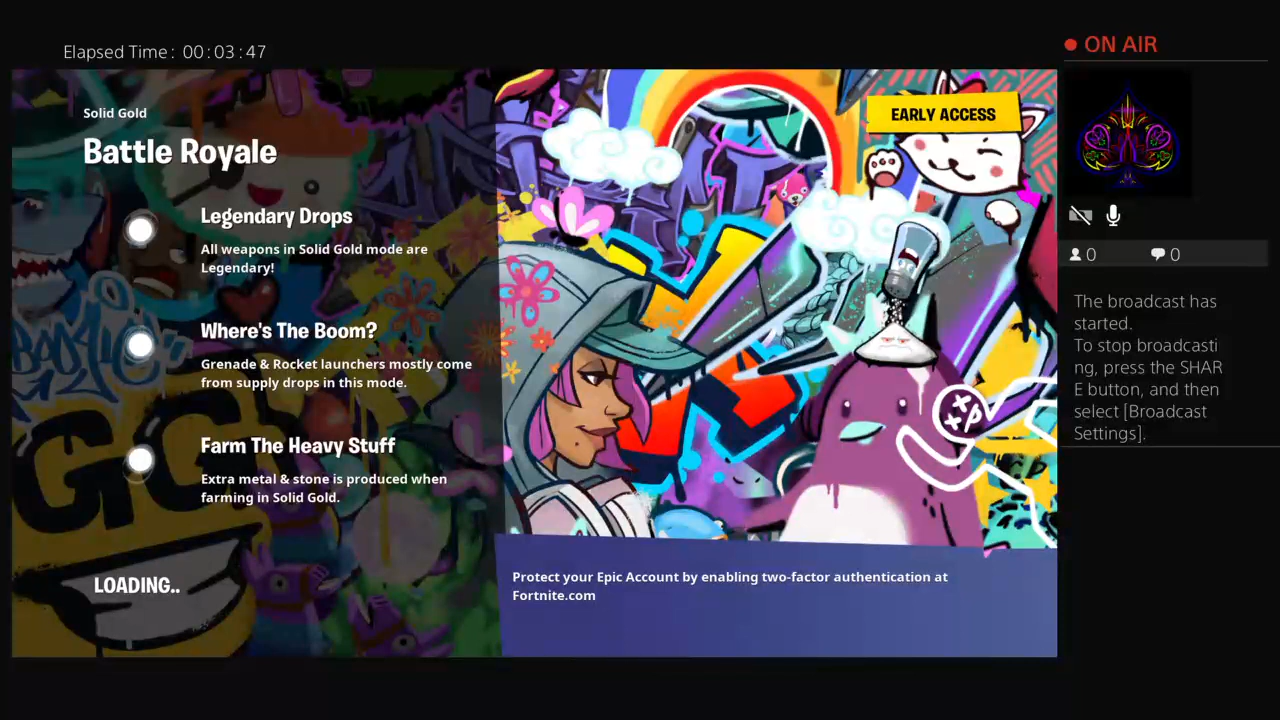 Elapsed Time: 00:03:47
ON AIR
Solid Gold
Battle Royale
Legendary Drops
All weapons in Solid Gold mode are
Legendary!
Where's The Boom?
Grenade & Rocket launchers mostly come
from supply drops in this mode.
Farm The Heavy Stuff
Extra metal & stone is produced when
farming in Solid Gold.
LOADING..
EARLY ACCESS
Protect your Epic Account by enabling two-factor authentication at
Fortnite.com
0
0
The broadcast has
started.
To stop broadcasti
ng, press the SHAR
E button, and then
select [Broadcast
Settings].